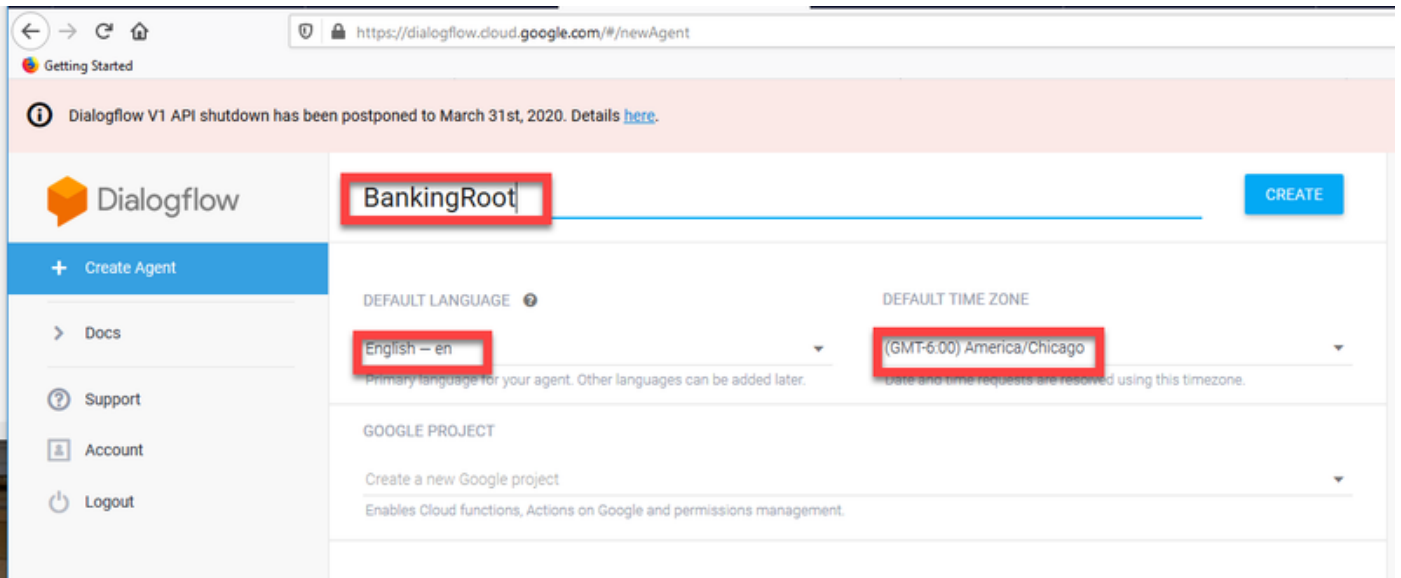 https://dialogflow.cloud.google.com/#/newAgent
Getting Started
Dialogflow V1 API shutdown has been postponed to March 31st, 2020. Details here.
Dialogflow
BankingRoot
CREATE
+ Create Agent
DEFAULT LANGUAGE ?
DEFAULT TIME ZONE
> Docs
English — en
(GMT-6:00) America/Chicago
Primary language for your agent. Other languages can be added later.
Date and time requests are resolved using this timezone.
? Support
GOOGLE PROJECT
Account
Create a new Google project
Logout
Enables Cloud functions, Actions on Google and permissions management.